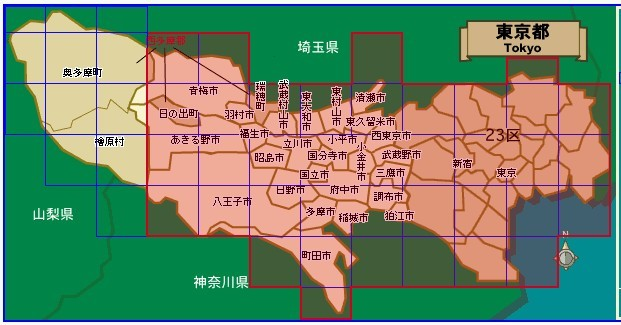 東京都
Tokyo
埼玉県
西多摩郡
奥多摩町
青梅市
瑞穂町
武蔵村山市
東大和市
東村山市
清瀬市
日の出町
羽村市
東久留米市
檜原村
あきる野市
福生市
立川市
小平市
小金井市
西東京市
23区
昭島市
国分寺市
武蔵野市
新宿
東京
国立市
三鷹市
日野市
府中市
調布市
八王子市
多摩市
稲城市
狛江市
山梨県
町田市
神奈川県
N